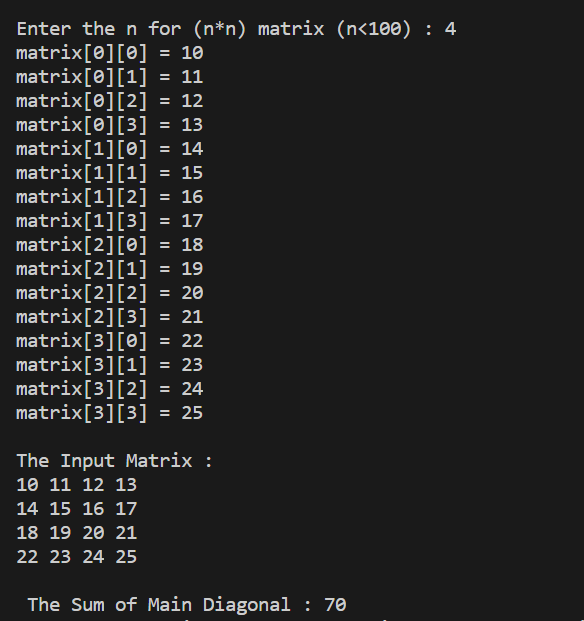 Enter the n for (n*n) matrix (n<100) : 4
matrix[0][0] = 10
matrix[0][1] = 11
matrix[0][2] = 12
matrix[0][3] = 13
matrix[1][0] = 14
matrix[1][1] = 15
matrix[1][2] = 16
matrix[1][3] = 17
matrix[2][0] = 18
matrix[2][1] = 19
matrix[2][2] = 20
matrix[2][3] = 21
matrix[3][0] = 22
matrix[3][1] = 23
matrix[3][2] = 24
matrix[3][3] = 25
The Input Matrix :
10 11 12 13
14 15 16 17
18 19 20 21
22 23 24 25
The Sum of Main Diagonal : 70